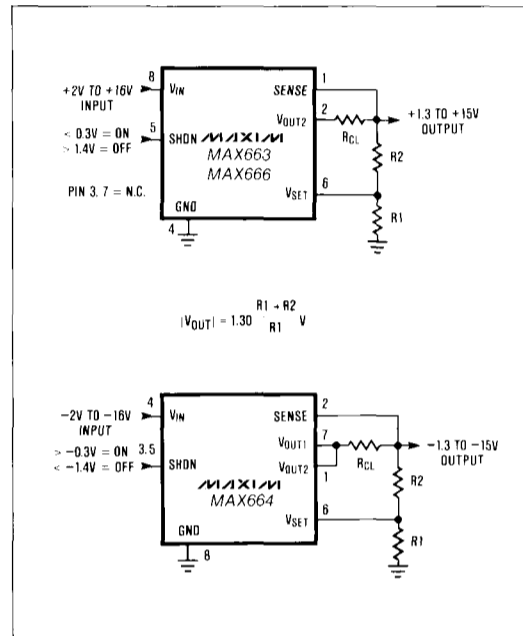 8
1
+2V TO +16V
INPUT
VIN
SENSE
2
VOUT2
RCL
+1.3 TO +15V
OUTPUT
< 0.3V = ON
> 1.4V = OFF
5
SHDN
MAXIM
MAX663
MAX666
R2
PIN 3, 7 = N.C.
6
VSET
R1
GND
4
|VOUT| = 1.30 R1 + R2 / R1 V
4
2
-2V TO -16V
INPUT
VIN
SENSE
7
VOUT1
RCL
-1.3 TO -15V
OUTPUT
> -0.3V = ON
< -1.4V = OFF
3.5
SHDN
VOUT2
1
MAXIM
MAX664
R2
6
VSET
R1
GND
8